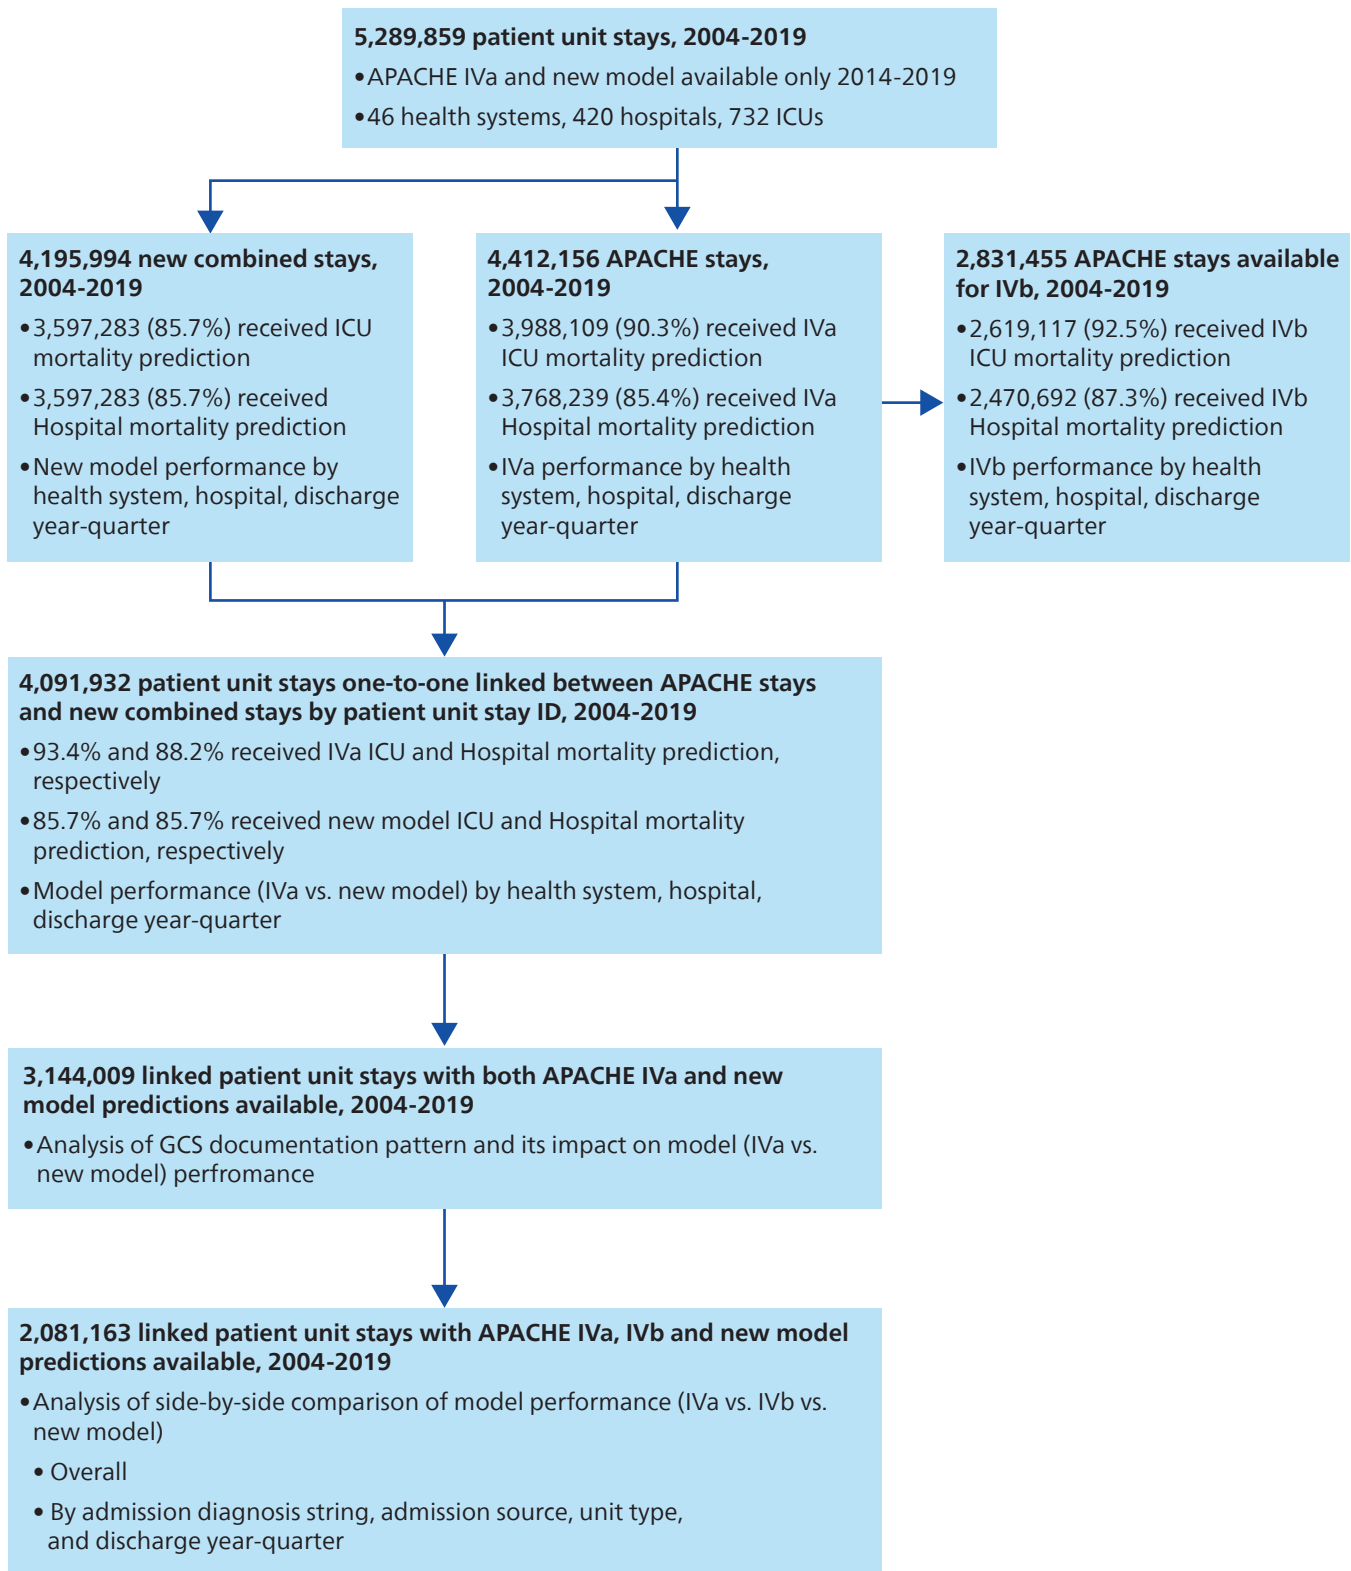 5,289,859 patient unit stays, 2004-2019
•APACHE IVa and new model available only 2014-2019
•46 health systems, 420 hospitals, 732 ICUs
4,195,994 new combined stays,
2004-2019
•3,597,283 (85.7%) received ICU
mortality prediction
•3,597,283 (85.7%) received
Hospital mortality prediction
•New model performance by
health system, hospital, discharge
year-quarter
4,412,156 APACHE stays,
2004-2019
•3,988,109 (90.3%) received IVa
ICU mortality prediction
•3,768,239 (85.4%) received IVa
Hospital mortality prediction
•IVa performance by health
system, hospital, discharge
year-quarter
2,831,455 APACHE stays available
for IVb, 2004-2019
•2,619,117 (92.5%) received IVb
ICU mortality prediction
•2,470,692 (87.3%) received IVb
Hospital mortality prediction
•IVb performance by health
system, hospital, discharge
year-quarter
4,091,932 patient unit stays one-to-one linked between APACHE stays
and new combined stays by patient unit stay ID, 2004-2019
•93.4% and 88.2% received IVa ICU and Hospital mortality prediction,
respectively
•85.7% and 85.7% received new model ICU and Hospital mortality
prediction, respectively
•Model performance (IVa vs. new model) by health system, hospital,
discharge year-quarter
3,144,009 linked patient unit stays with both APACHE IVa and new
model predictions available, 2004-2019
•Analysis of GCS documentation pattern and its impact on model (IVa vs.
new model) perfromance
2,081,163 linked patient unit stays with APACHE IVa, IVb and new model
predictions available, 2004-2019
•Analysis of side-by-side comparison of model performance (IVa vs. IVb vs.
new model)
• Overall
• By admission diagnosis string, admission source, unit type,
and discharge year-quarter